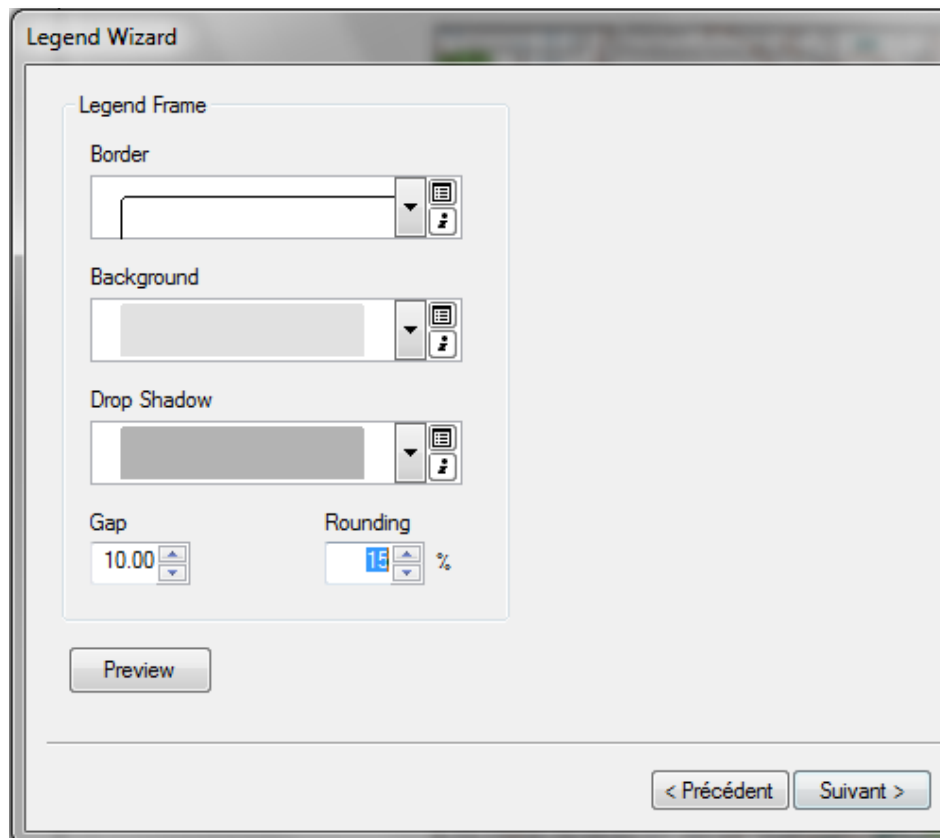 Legend Wizard
Legend Frame
Border
Background
Drop Shadow
Gap Rounding
10.00 15 %
Preview
< Précédent Suivant >